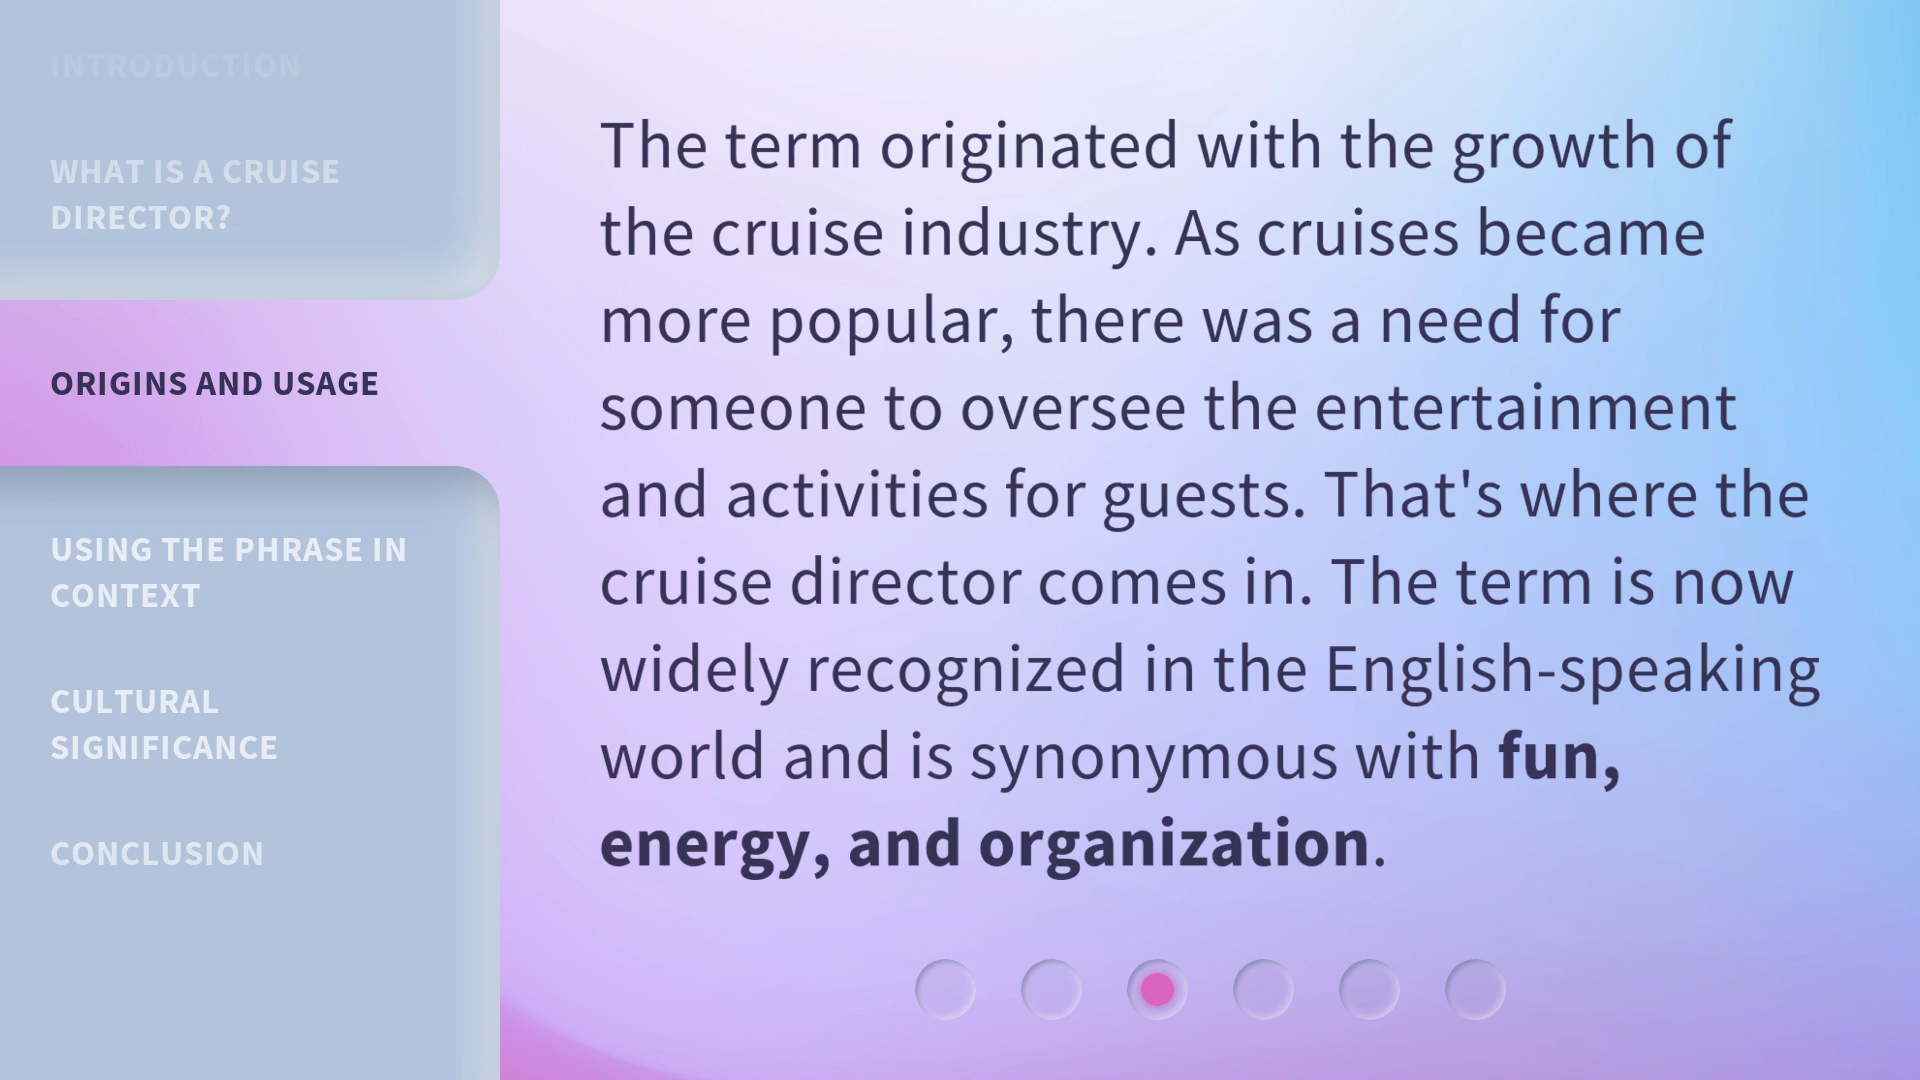 INTRODUCTION
WHAT IS A CRUISE
DIRECTOR?
ORIGINS AND USAGE
USING THE PHRASE IN
CONTEXT
CULTURAL
SIGNIFICANCE
CONCLUSION
The term originated with the growth of
the cruise industry. As cruises became
more popular, there was a need for
someone to oversee the entertainment
and activities for guests. That's where the
cruise director comes in. The term is now
widely recognized in the English-speaking
world and is synonymous with fun,
energy, and organization.